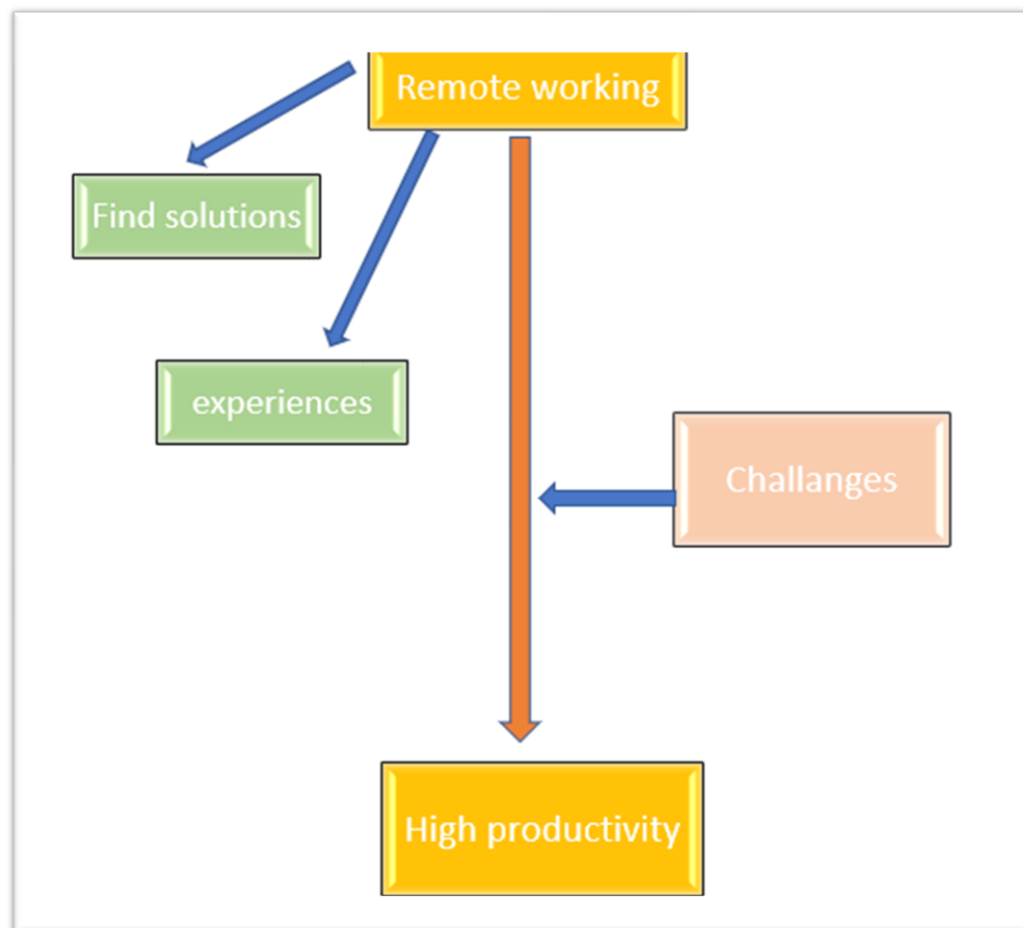 Remote working
Find solutions
experiences
Challanges
High productivity